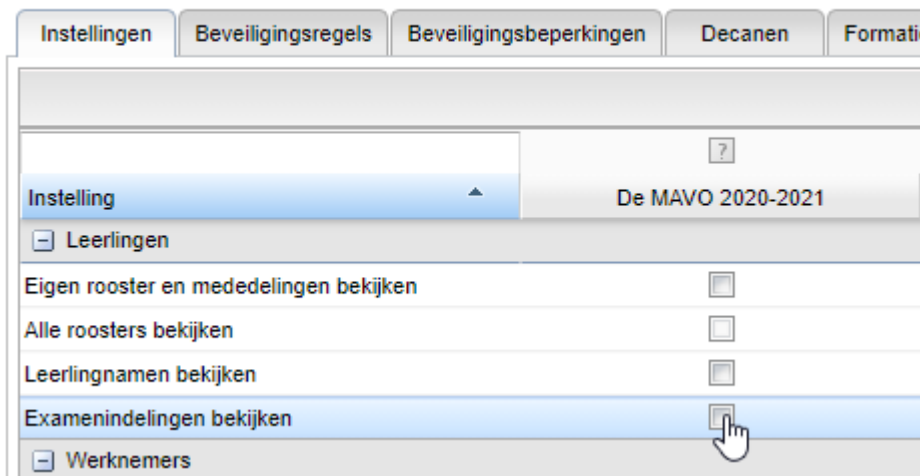 Instellingen Beveiligingsregels Beveiligingsbeperkingen Decanen Formati
?
Instelling De MAVO 2020-2021
Leerlingen
Eigen rooster en mededelingen bekijken
Alle roosters bekijken
Leerlingnamen bekijken
Examenindelingen bekijken
Werknemers